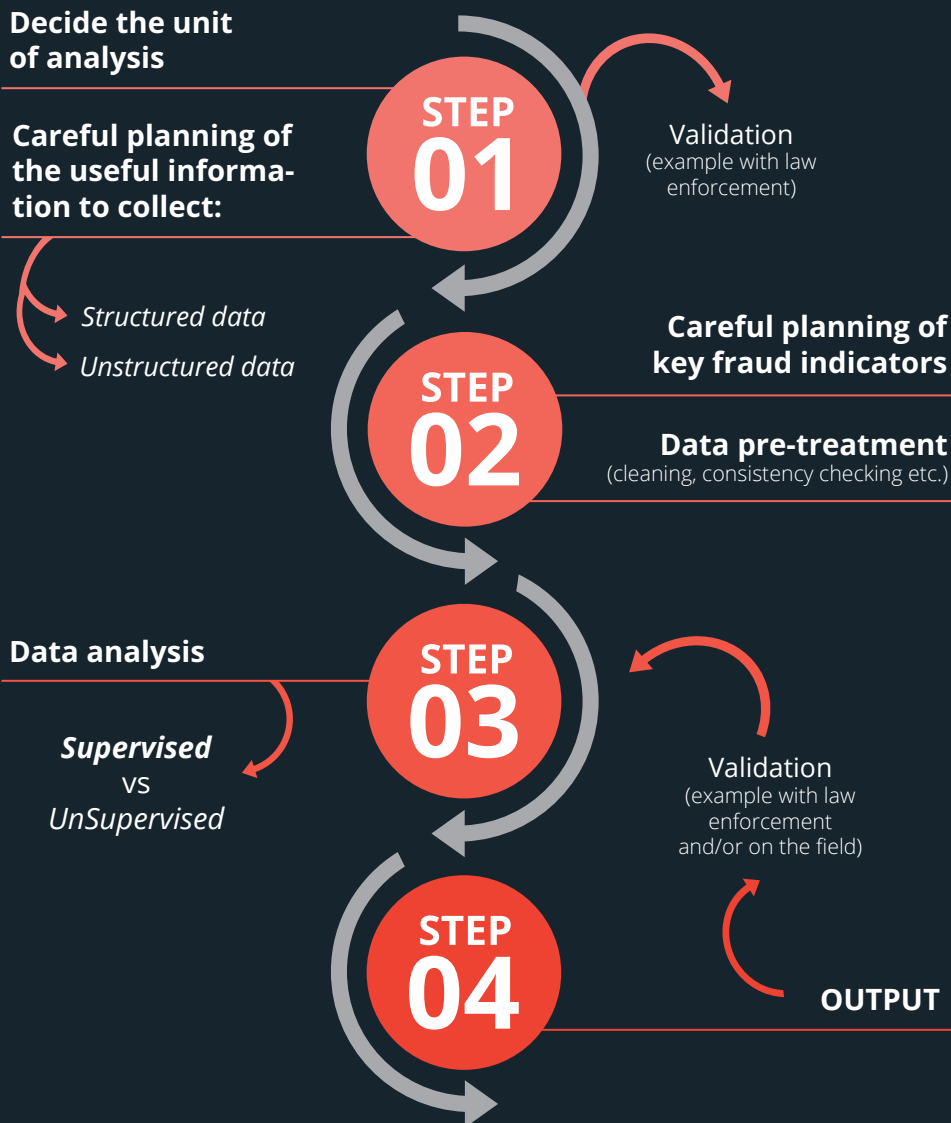 Decide the unit
of analysis
Careful planning of
the useful informa-
tion to collect:
Structured data
Unstructured data
STEP
01
Validation
(example with law
enforcement)
STEP
02
Careful planning of
key fraud indicators
Data pre-treatment
(cleaning, consistency checking etc.)
Data analysis
Supervised
vs
UnSupervised
STEP
03
Validation
(example with law
enforcement
and/or on the field)
STEP
04
OUTPUT